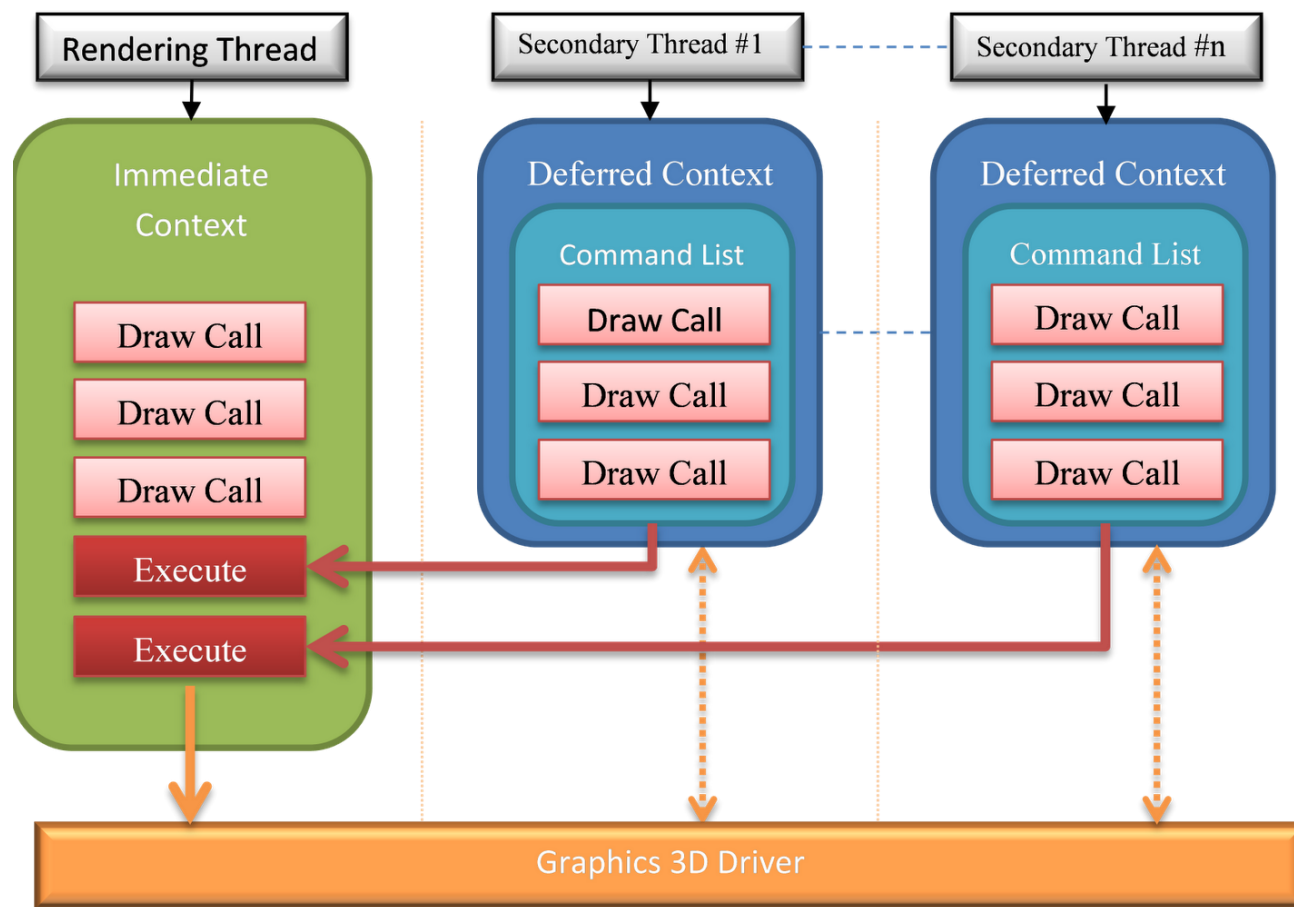 Rendering Thread
Secondary Thread #1
Secondary Thread #n
Immediate
Context
Draw Call
Draw Call
Draw Call
Execute
Execute
Deferred Context
Command List
Draw Call
Draw Call
Draw Call
Deferred Context
Command List
Draw Call
Draw Call
Draw Call
Graphics 3D Driver